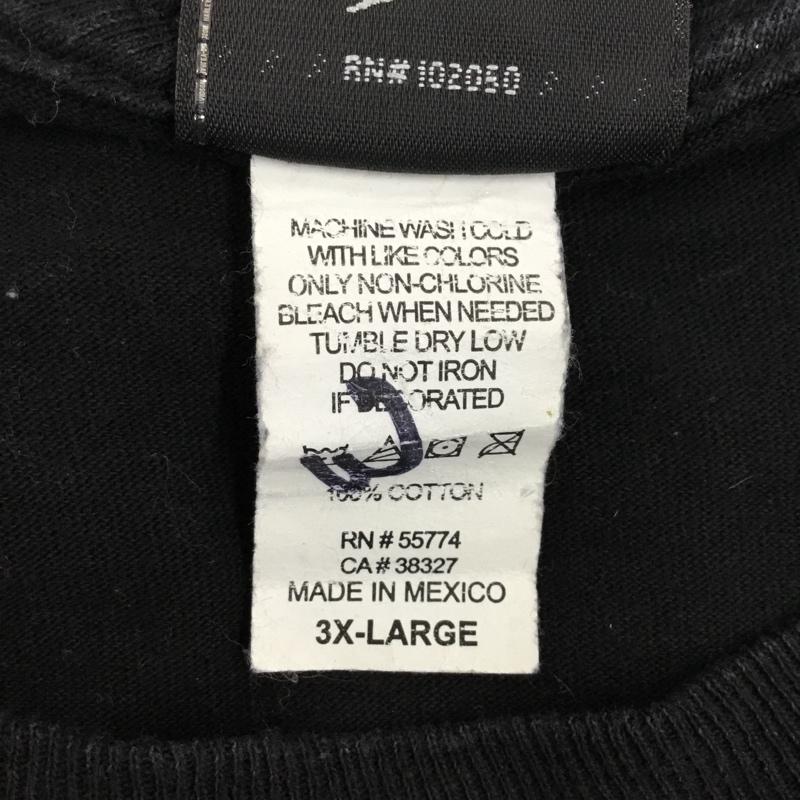 RN# 102050
MACHINE WASH COLD
WITH LIKE COLORS
ONLY NON-CHLORINE
BLEACH WHEN NEEDED
TUMBLE DRY LOW
DO NOT IRON
IF DECORATED
100% COTTON
RN # 55774
CA # 38327
MADE IN MEXICO
3X-LARGE